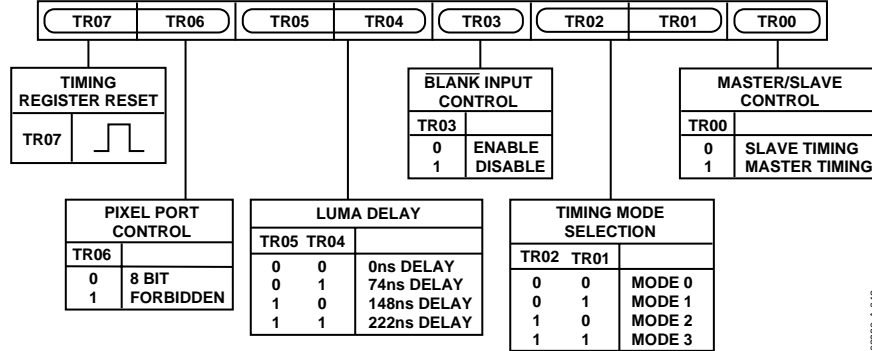 TR07 TR06 TR05 TR04 TR03 TR02 TR01 TR00
TIMING
REGISTER RESET
TR07
BLANK INPUT
CONTROL
TR03
0 ENABLE
1 DISABLE
MASTER/SLAVE
CONTROL
TR00
0 SLAVE TIMING
1 MASTER TIMING
PIXEL PORT
CONTROL
TR06
0 8 BIT
1 FORBIDDEN
LUMA DELAY
TR05 TR04
0 0 0ns DELAY
0 1 74ns DELAY
1 0 148ns DELAY
1 1 222ns DELAY
TIMING MODE
SELECTION
TR02 TR01
0 0 MODE 0
0 1 MODE 1
1 0 MODE 2
1 1 MODE 3